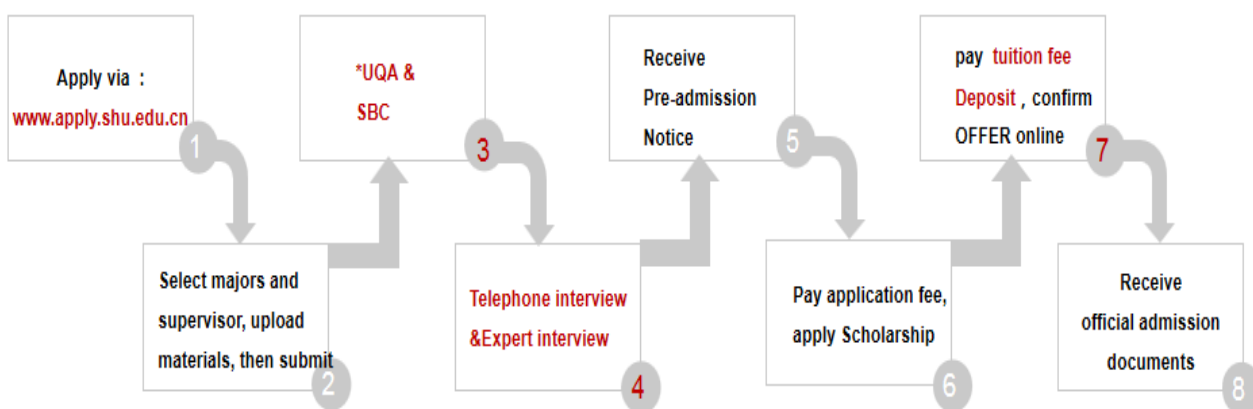 Apply via :
www.apply.shu.edu.cn
1
Select majors and
supervisor, upload
materials, then submit
2
*UQA &
SBC
3
Telephone interview
&Expert interview
4
Receive
Pre-admission
Notice
5
Pay application fee,
apply Scholarship
6
pay tuition fee
Deposit , confirm
OFFER online
7
Receive
official admission
documents
8